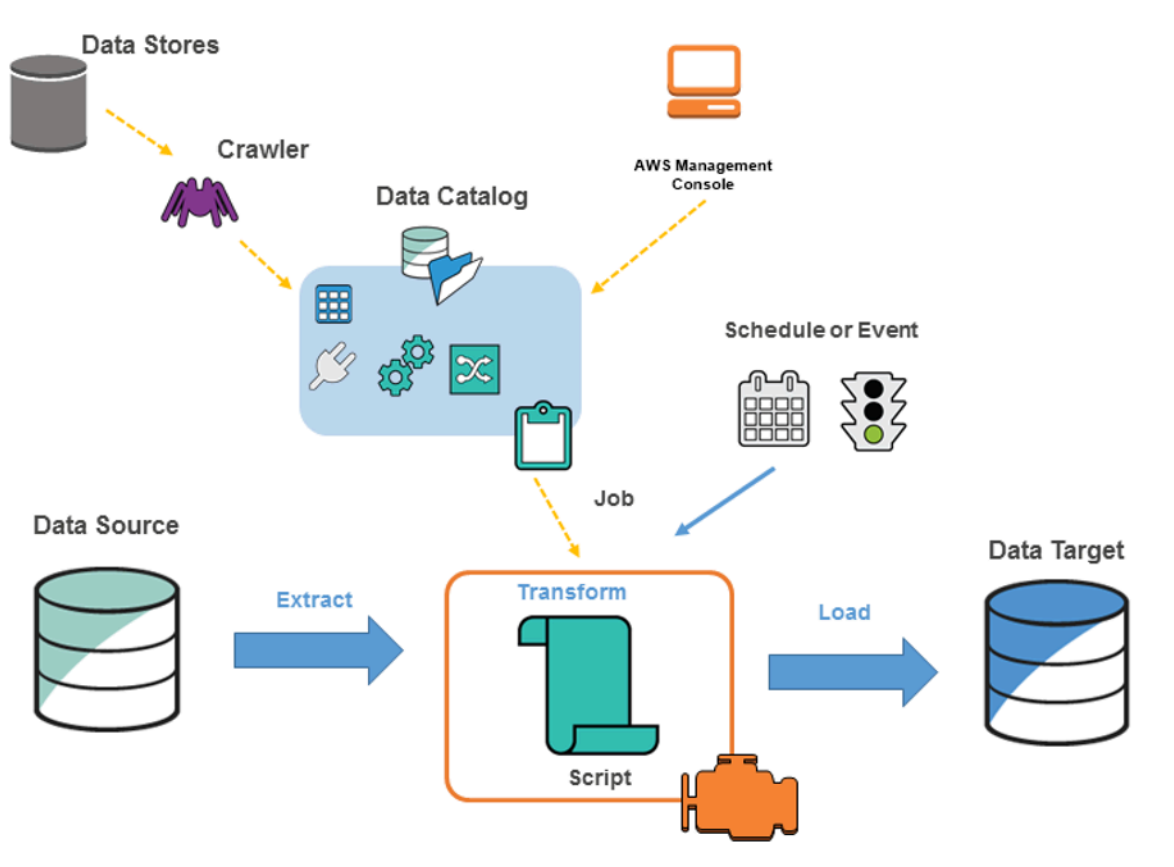 Data Stores
Crawler
Data Catalog
AWS Management
Console
Schedule or Event
Job
Data Source
Extract
Transform
Script
Load
Data Target